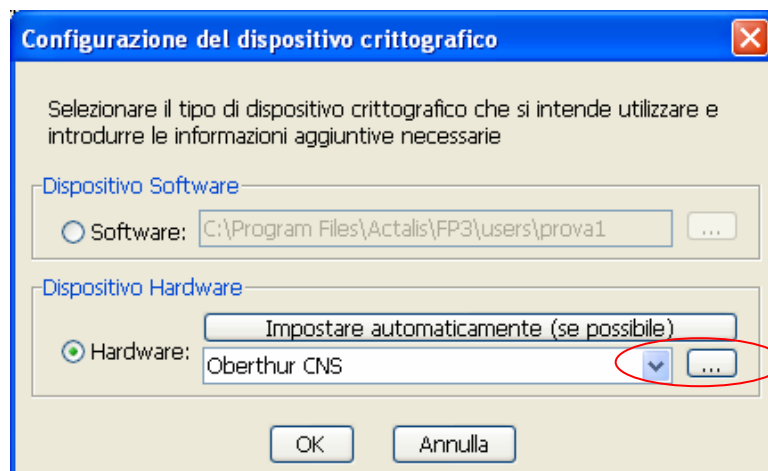 Configurazione del dispositivo crittografico
Selezionare il tipo di dispositivo crittografico che si intende utilizzare e
introdurre le informazioni aggiuntive necessarie
Dispositivo Software
Software: C:\Program Files\Actalis\FP3\users\prova1 ...
Dispositivo Hardware
Impostare automaticamente (se possibile)
Hardware: Oberthur CNS ...
OK Annulla